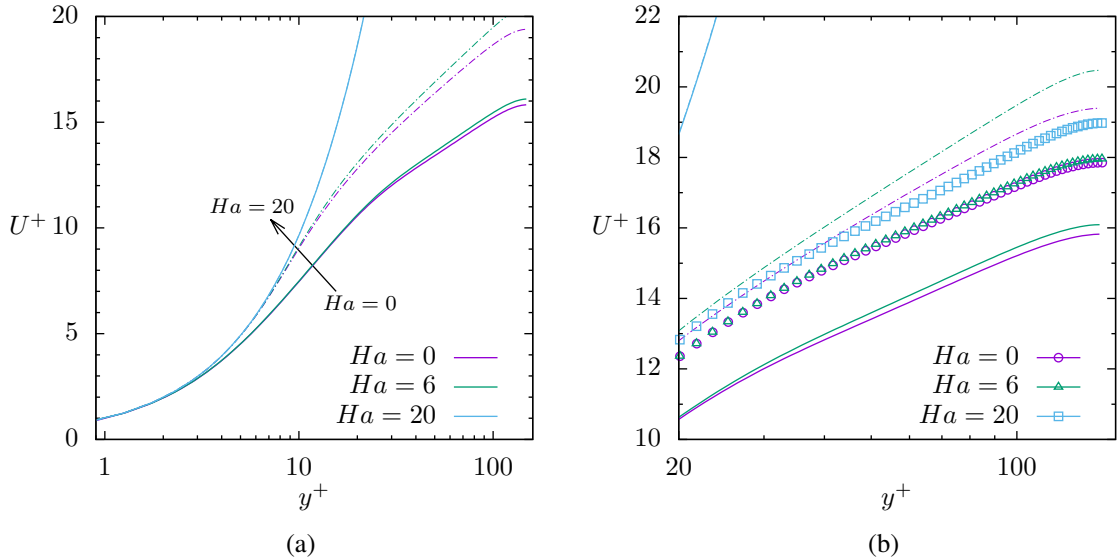 20
15
10
5
0
U⁺
Ha = 20
Ha = 0
Ha = 0
Ha = 6
Ha = 20
1
10
100
y⁺
(a)
22
20
18
16
14
12
10
U⁺
Ha = 0
Ha = 6
Ha = 20
20
100
y⁺
(b)